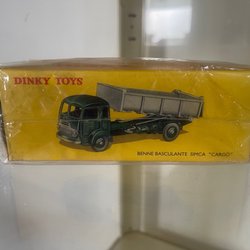 DINKY TOYS
BENNE BASCULANTE SIMCA "CARGO"